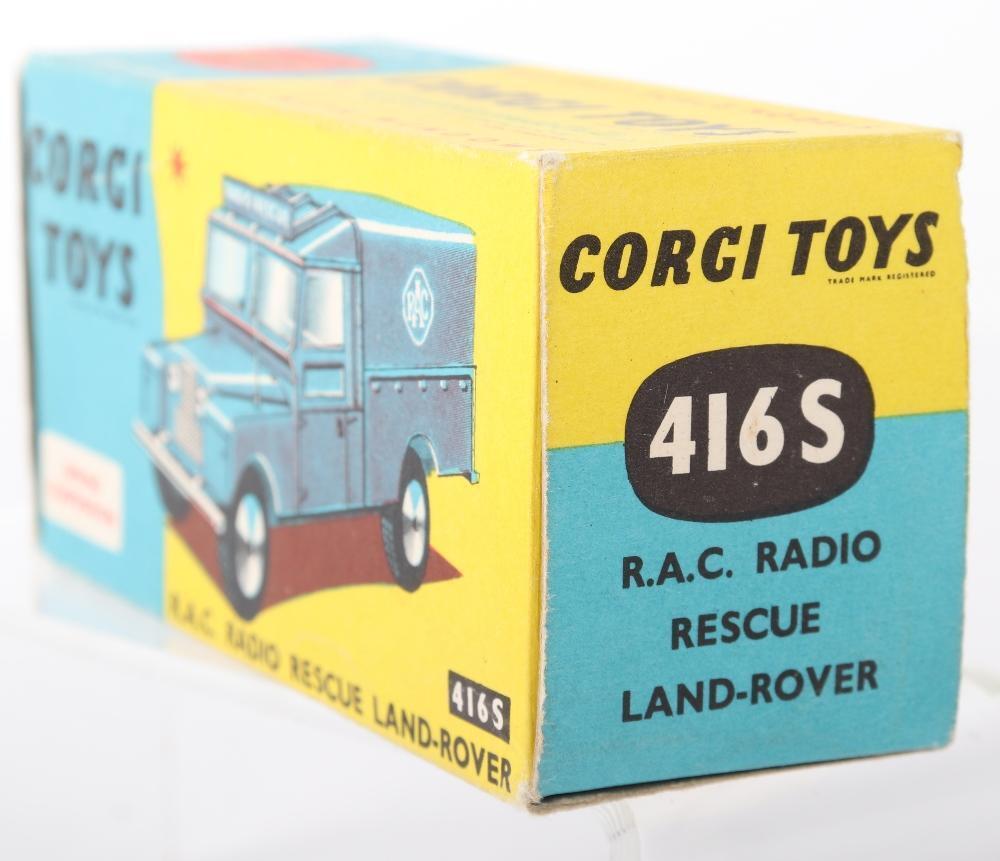 CORGI
TOYS
RAC
R.A.C. RADIO RESCUE LAND-ROVER
416S
CORGI TOYS
TRADE MARK REGISTERED
416S
R.A.C. RADIO
RESCUE
LAND-ROVER